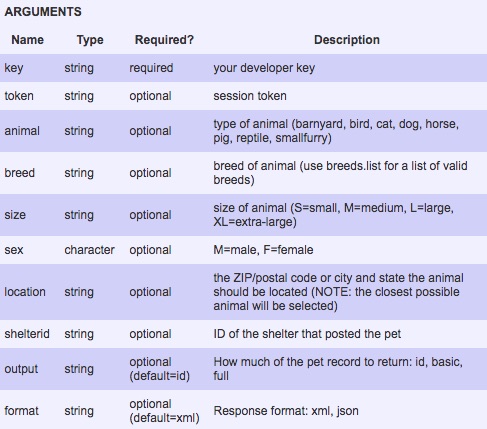 ARGUMENTS
Name Type Required? Description
key string required your developer key
token string optional session token
animal string optional type of animal (barnyard, bird, cat, dog, horse,
pig, reptile, smallfurry)
breed string optional breed of animal (use breeds.list for a list of valid
breeds)
size string optional size of animal (S=small, M=medium, L=large,
XL=extra-large)
sex character optional M=male, F=female
location string optional the ZIP/postal code or city and state the animal
should be located (NOTE: the closest possible
animal will be selected)
shelterid string optional ID of the shelter that posted the pet
output string optional
(default=id) How much of the pet record to return: id, basic,
full
format string optional
(default=xml) Response format: xml, json